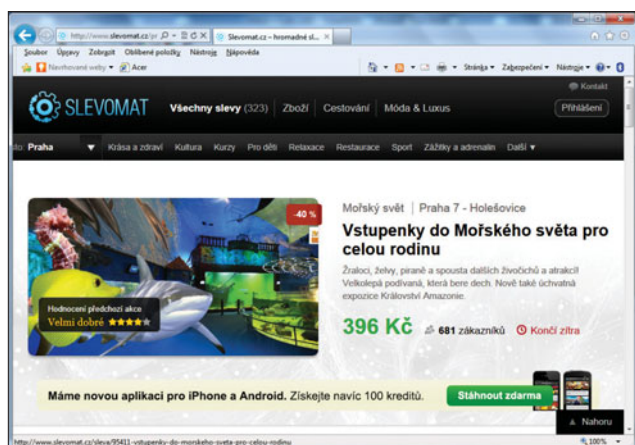 http://www.slevomat.cz/pr
Slevomat.cz – hromadné sl...
Soubor Úpravy Zobrazit Oblíbené položky Nástroje Nápověda
Navrhované weby Acer Stránka Zabezpečení Nástroje
Kontakt
SLEVOMAT Všechny slevy (323) Zboží Cestování Móda & Luxus Přihlášení
Praha Krása a zdraví Kultura Kurzy Pro děti Relaxace Restaurace Sport Zážitky a adrenalin Další
-40 %
Hodnocení předchozí akce
Velmi dobré
Mořský svět | Praha 7 - Holešovice
Vstupenky do Mořského světa pro
celou rodinu
Žraloci, želvy, piraně a spousta dalších živočichů a atrakcí!
Velkolepá podívaná, která bere dech. Nově také úchvatná
expozice Království Amazonie.
396 Kč 681 zákazníků Končí zítra
Máme novou aplikaci pro iPhone a Android. Získejte navíc 100 kreditů. Stáhnout zdarma
Nahoru
http://www.slevomat.cz/sleva/95411-vstupenky-do-morskeho-sveta-pro-celou-rodinu 100%